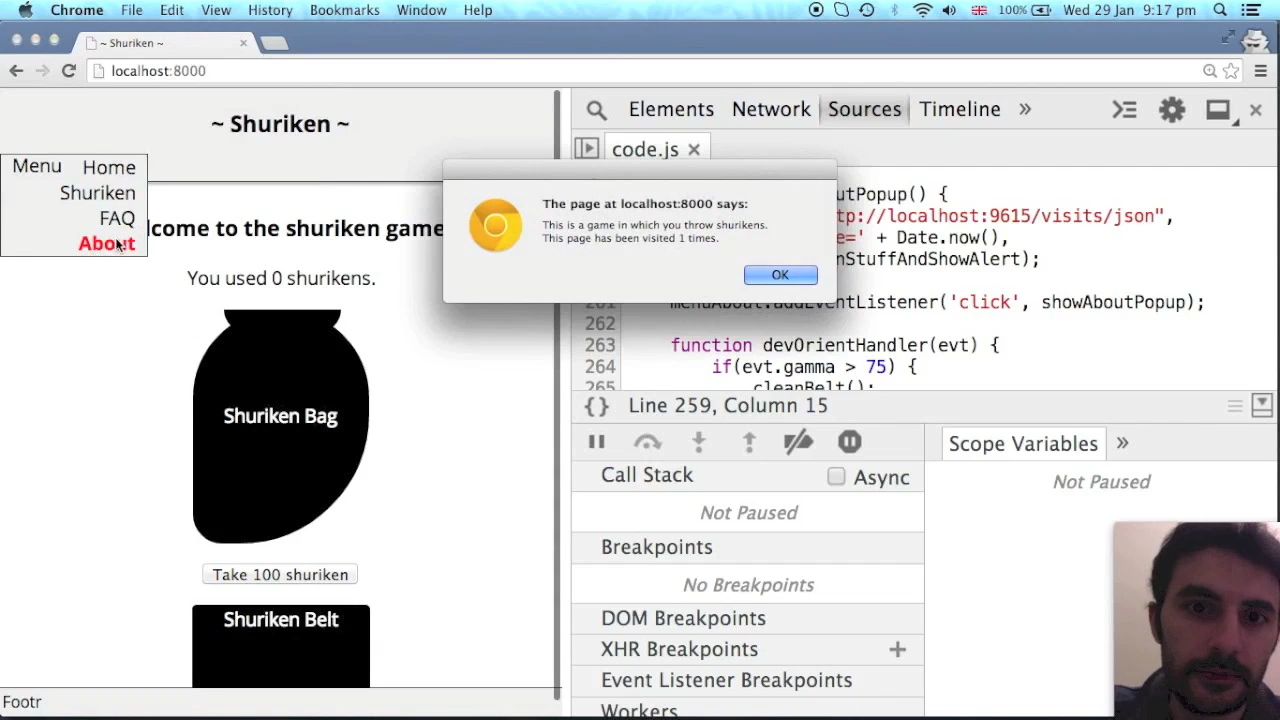 Chrome File Edit View History Bookmarks Window Help 100% Wed 29 Jan 9:17 pm
~ Shuriken ~
localhost:8000
~ Shuriken ~
Menu Home
Shuriken
FAQ
About
lcome to the shuriken game
You used 0 shurikens.
Shuriken Bag
Take 100 shuriken
Shuriken Belt
Footr
The page at localhost:8000 says:
This is a game in which you throw shurikens.
This page has been visited 1 times.
OK
Elements Network Sources Timeline »
code.js
outPopup() {
tp://localhost:9615/visits/json",
e=' + Date.now(),
nStuffAndShowAlert);
261 menuAbout.addEventListener('click', showAboutPopup);
262
263 function devOrientHandler(evt) {
264 if(evt.gamma > 75) {
265 cleanBelt();
{} Line 259, Column 15
Call Stack Async
Not Paused
Breakpoints
No Breakpoints
DOM Breakpoints
XHR Breakpoints +
Event Listener Breakpoints
Workers
Scope Variables »
Not Paused